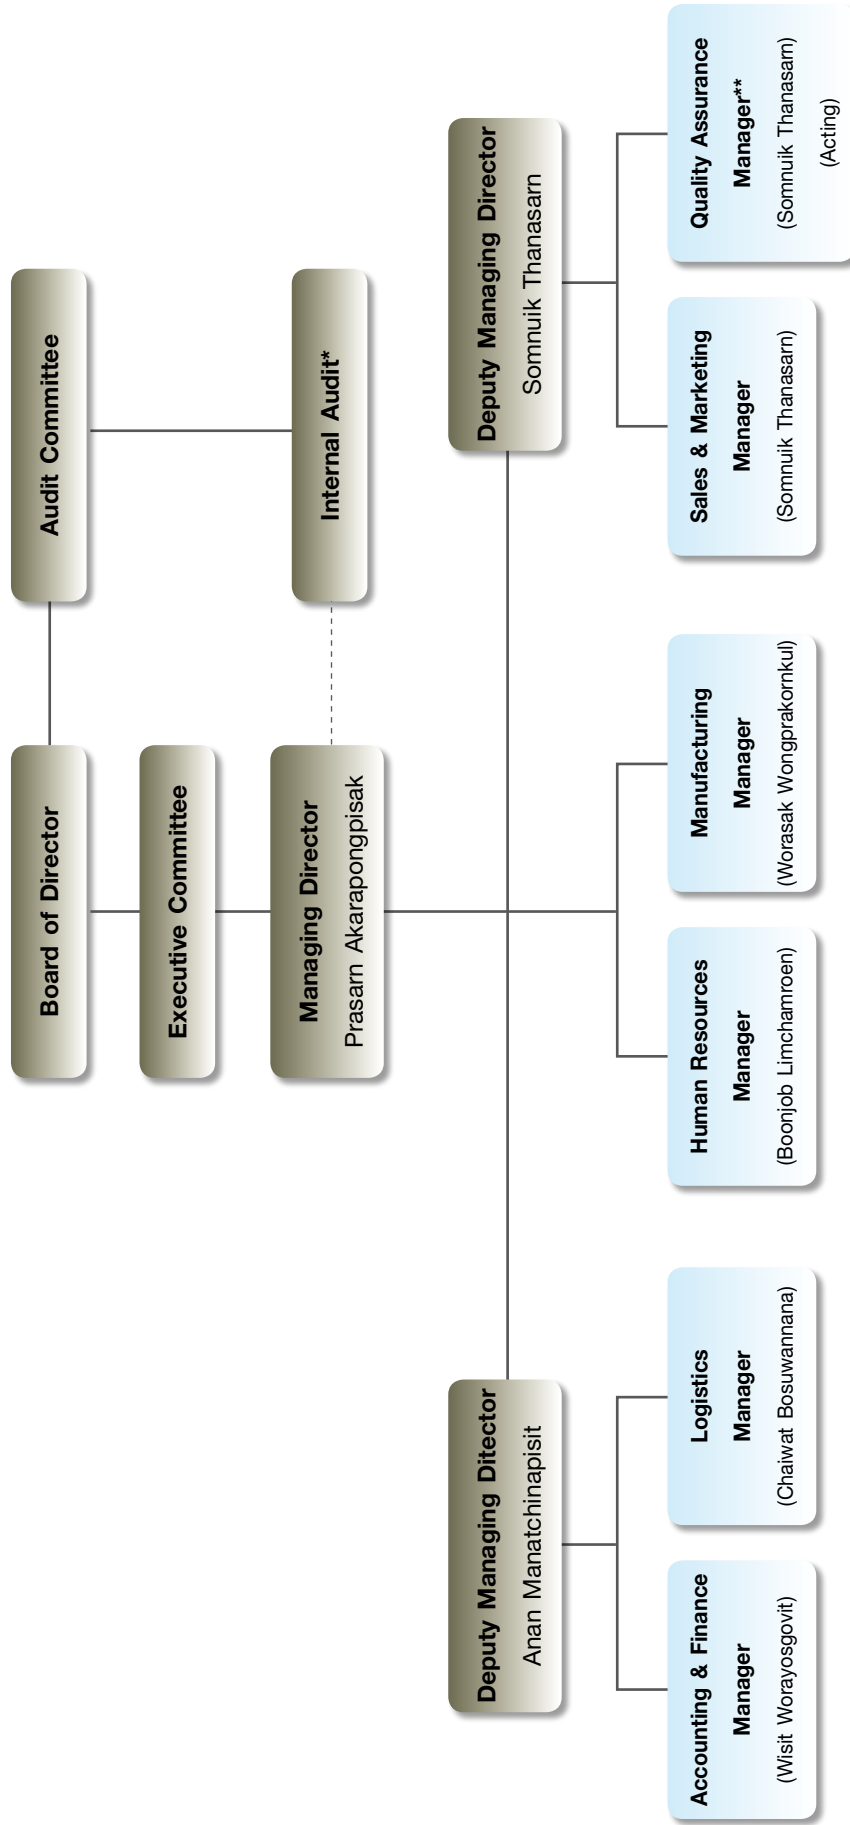 Board of Director
Audit Committee
Executive Committee
Managing Director
Prasarn Akarapongpisak
Internal Audit*
Deputy Managing Ditector
Anan Manatchinapisit
Deputy Managing Director
Somnuik Thanasarn
Accounting & Finance
Manager
(Wisit Worayosgovit)
Logistics
Manager
(Chaiwat Bosuwannana)
Human Resources
Manager
(Boonjob Limchamroen)
Manufacturing
Manager
(Worasak Wongprakornkul)
Sales & Marketing
Manager
(Somnuik Thanasarn)
Quality Assurance
Manager**
(Somnuik Thanasarn)
(Acting)